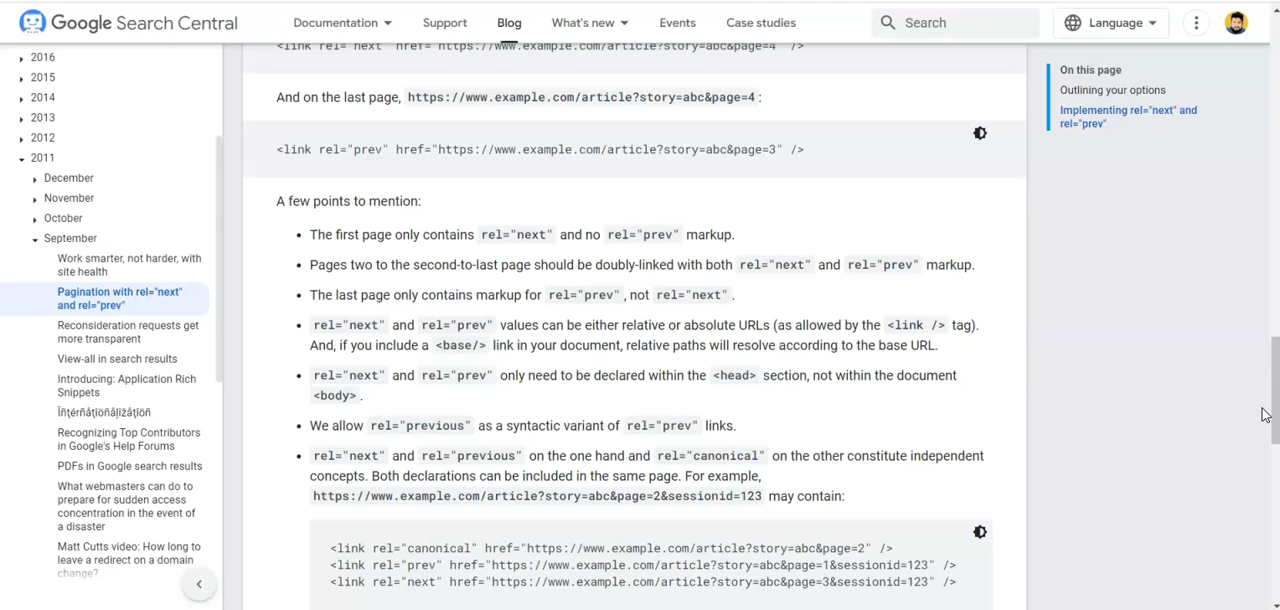 Google Search Central
Documentation
Support
Blog
What's new
Events
Case studies
Search
Language
2016
2015
2014
2013
2012
2011
December
November
October
September
Work smarter, not harder, with
site health
Pagination with rel="next"
and rel="prev"
Reconsideration requests get
more transparent
View-all in search results
Introducing: Application Rich
Snippets
Îñţérñåţîöñåļîžåţîöñ
Recognizing Top Contributors
in Google's Help Forums
PDFs in Google search results
What webmasters can do to
prepare for sudden access
concentration in the event of
a disaster
Matt Cutts video: How long to
leave a redirect on a domain
change?
<link rel="next" href="https://www.example.com/article?story=abc&page=4" />
And on the last page, https://www.example.com/article?story=abc&page=4:
<link rel="prev" href="https://www.example.com/article?story=abc&page=3" />
A few points to mention:
• The first page only contains rel="next" and no rel="prev" markup.
• Pages two to the second-to-last page should be doubly-linked with both rel="next" and rel="prev" markup.
• The last page only contains markup for rel="prev", not rel="next".
• rel="next" and rel="prev" values can be either relative or absolute URLs (as allowed by the <link /> tag).
And, if you include a <base/> link in your document, relative paths will resolve according to the base URL.
• rel="next" and rel="prev" only need to be declared within the <head> section, not within the document
<body>.
• We allow rel="previous" as a syntactic variant of rel="prev" links.
• rel="next" and rel="previous" on the one hand and rel="canonical" on the other constitute independent
concepts. Both declarations can be included in the same page. For example,
https://www.example.com/article?story=abc&page=2&sessionid=123 may contain:
<link rel="canonical" href="https://www.example.com/article?story=abc&page=2" />
<link rel="prev" href="https://www.example.com/article?story=abc&page=1&sessionid=123" />
<link rel="next" href="https://www.example.com/article?story=abc&page=3&sessionid=123" />
On this page
Outlining your options
Implementing rel="next" and
rel="prev"